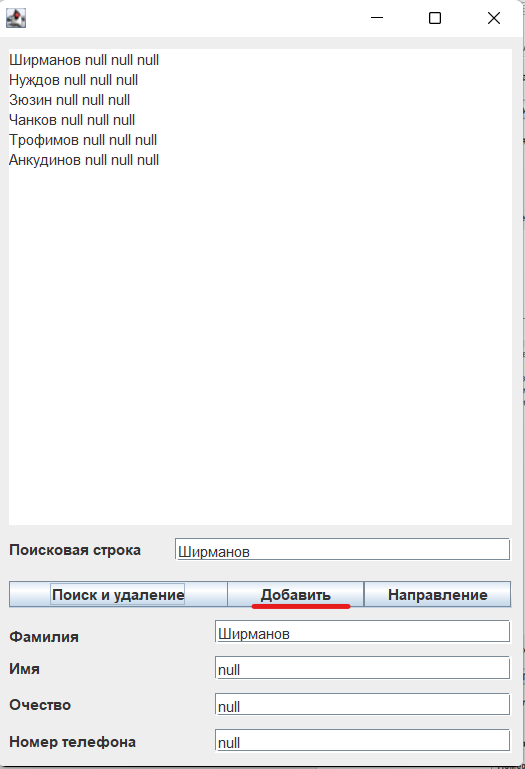 Ширманов null null null
Нуждов null null null
Зюзин null null null
Чанков null null null
Трофимов null null null
Анкудинов null null null
Поисковая строка Ширманов
Поиск и удаление Добавить Направление
Фамилия Ширманов
Имя null
Очество null
Номер телефона null